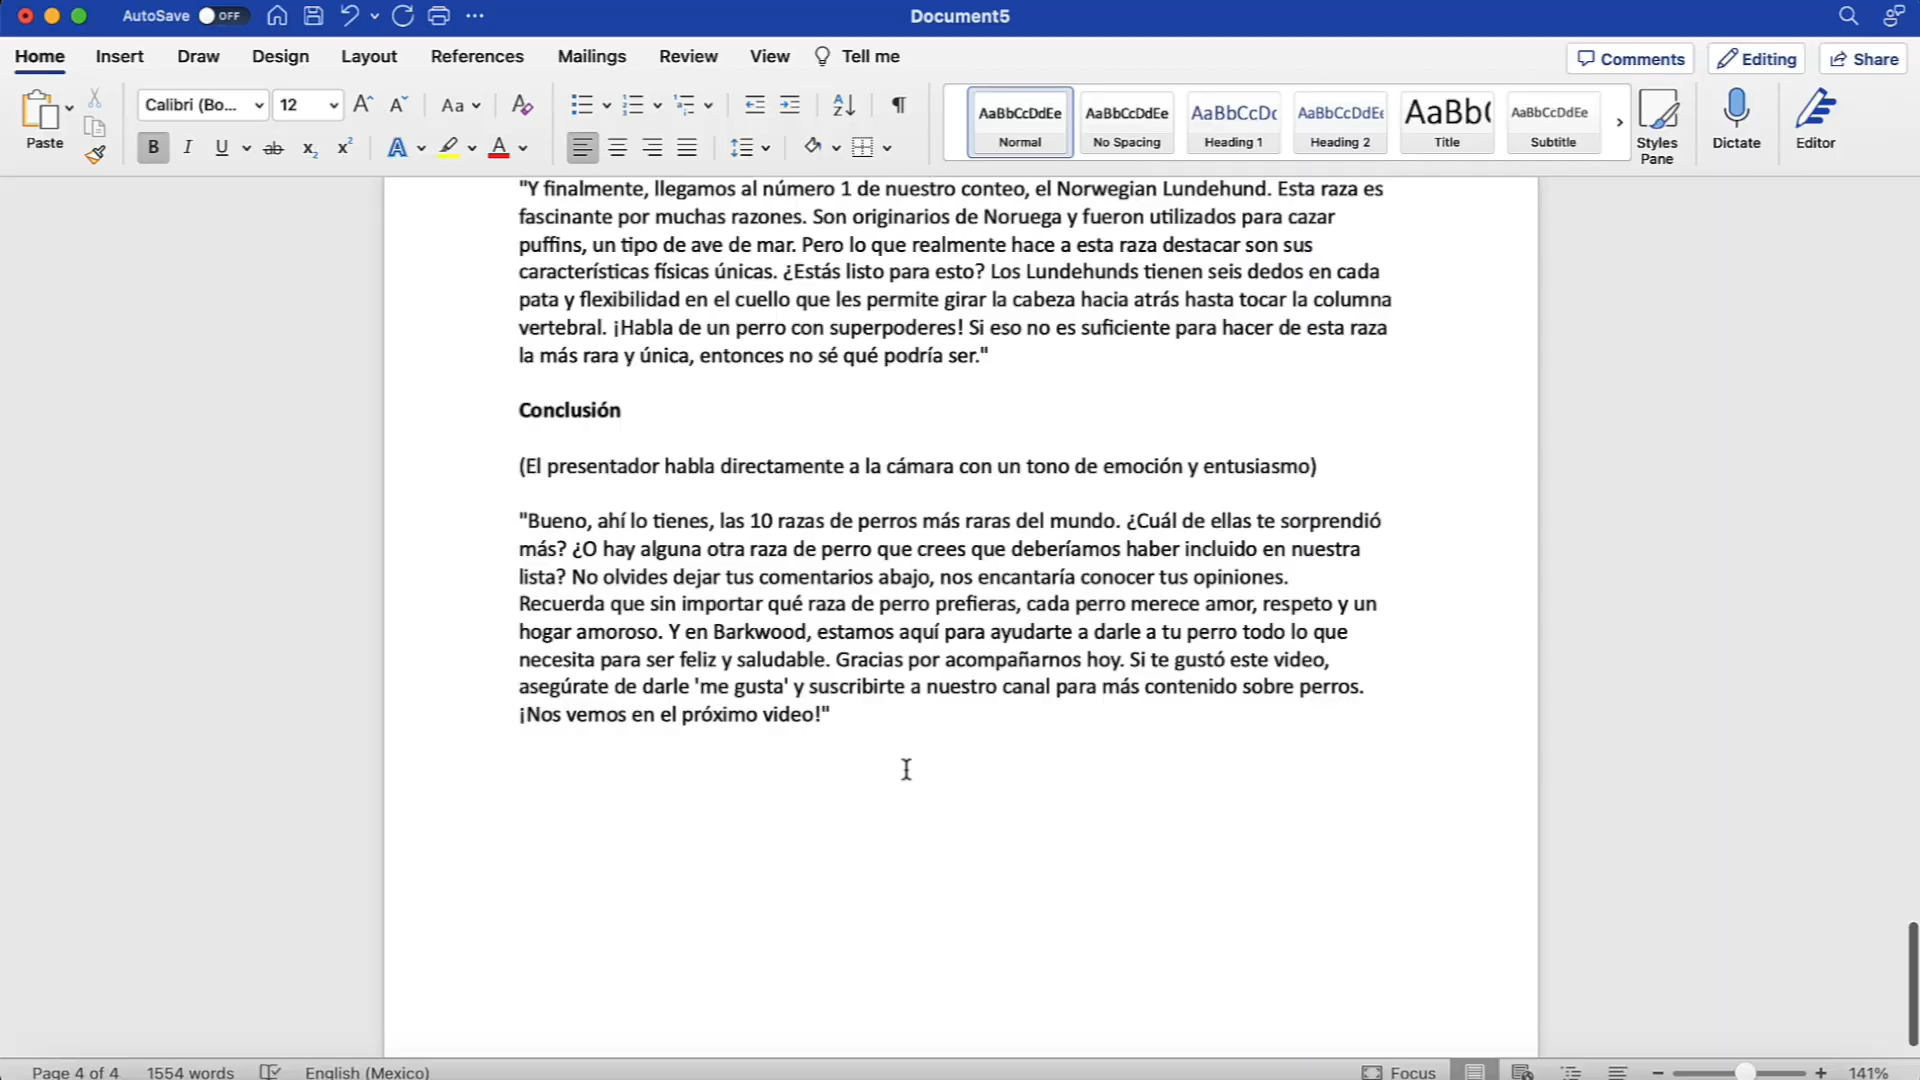 AutoSave OFF Document5
Home Insert Draw Design Layout References Mailings Review View Tell me Comments Editing Share
Paste Calibri (Bo... 12 A A Aa A AaBbCcDdEe AaBbCcDdEe AaBbCcDc AaBbCcDdEe AaBb( AaBbCcDdEe
B I U ab x2 x2 A A Normal No Spacing Heading 1 Heading 2 Title Subtitle Styles Pane Dictate Editor
"Y finalmente, llegamos al número 1 de nuestro conteo, el Norwegian Lundehund. Esta raza es
fascinante por muchas razones. Son originarios de Noruega y fueron utilizados para cazar
puffins, un tipo de ave de mar. Pero lo que realmente hace a esta raza destacar son sus
características físicas únicas. ¿Estás listo para esto? Los Lundehunds tienen seis dedos en cada
pata y flexibilidad en el cuello que les permite girar la cabeza hacia atrás hasta tocar la columna
vertebral. ¡Habla de un perro con superpoderes! Si eso no es suficiente para hacer de esta raza
la más rara y única, entonces no sé qué podría ser."
Conclusión
(El presentador habla directamente a la cámara con un tono de emoción y entusiasmo)
"Bueno, ahí lo tienes, las 10 razas de perros más raras del mundo. ¿Cuál de ellas te sorprendió
más? ¿O hay alguna otra raza de perro que crees que deberíamos haber incluido en nuestra
lista? No olvides dejar tus comentarios abajo, nos encantaría conocer tus opiniones.
Recuerda que sin importar qué raza de perro prefieras, cada perro merece amor, respeto y un
hogar amoroso. Y en Barkwood, estamos aquí para ayudarte a darle a tu perro todo lo que
necesita para ser feliz y saludable. Gracias por acompañarnos hoy. Si te gustó este video,
asegúrate de darle 'me gusta' y suscribirte a nuestro canal para más contenido sobre perros.
¡Nos vemos en el próximo video!"
Page 4 of 4 1554 words English (Mexico) Focus 141%